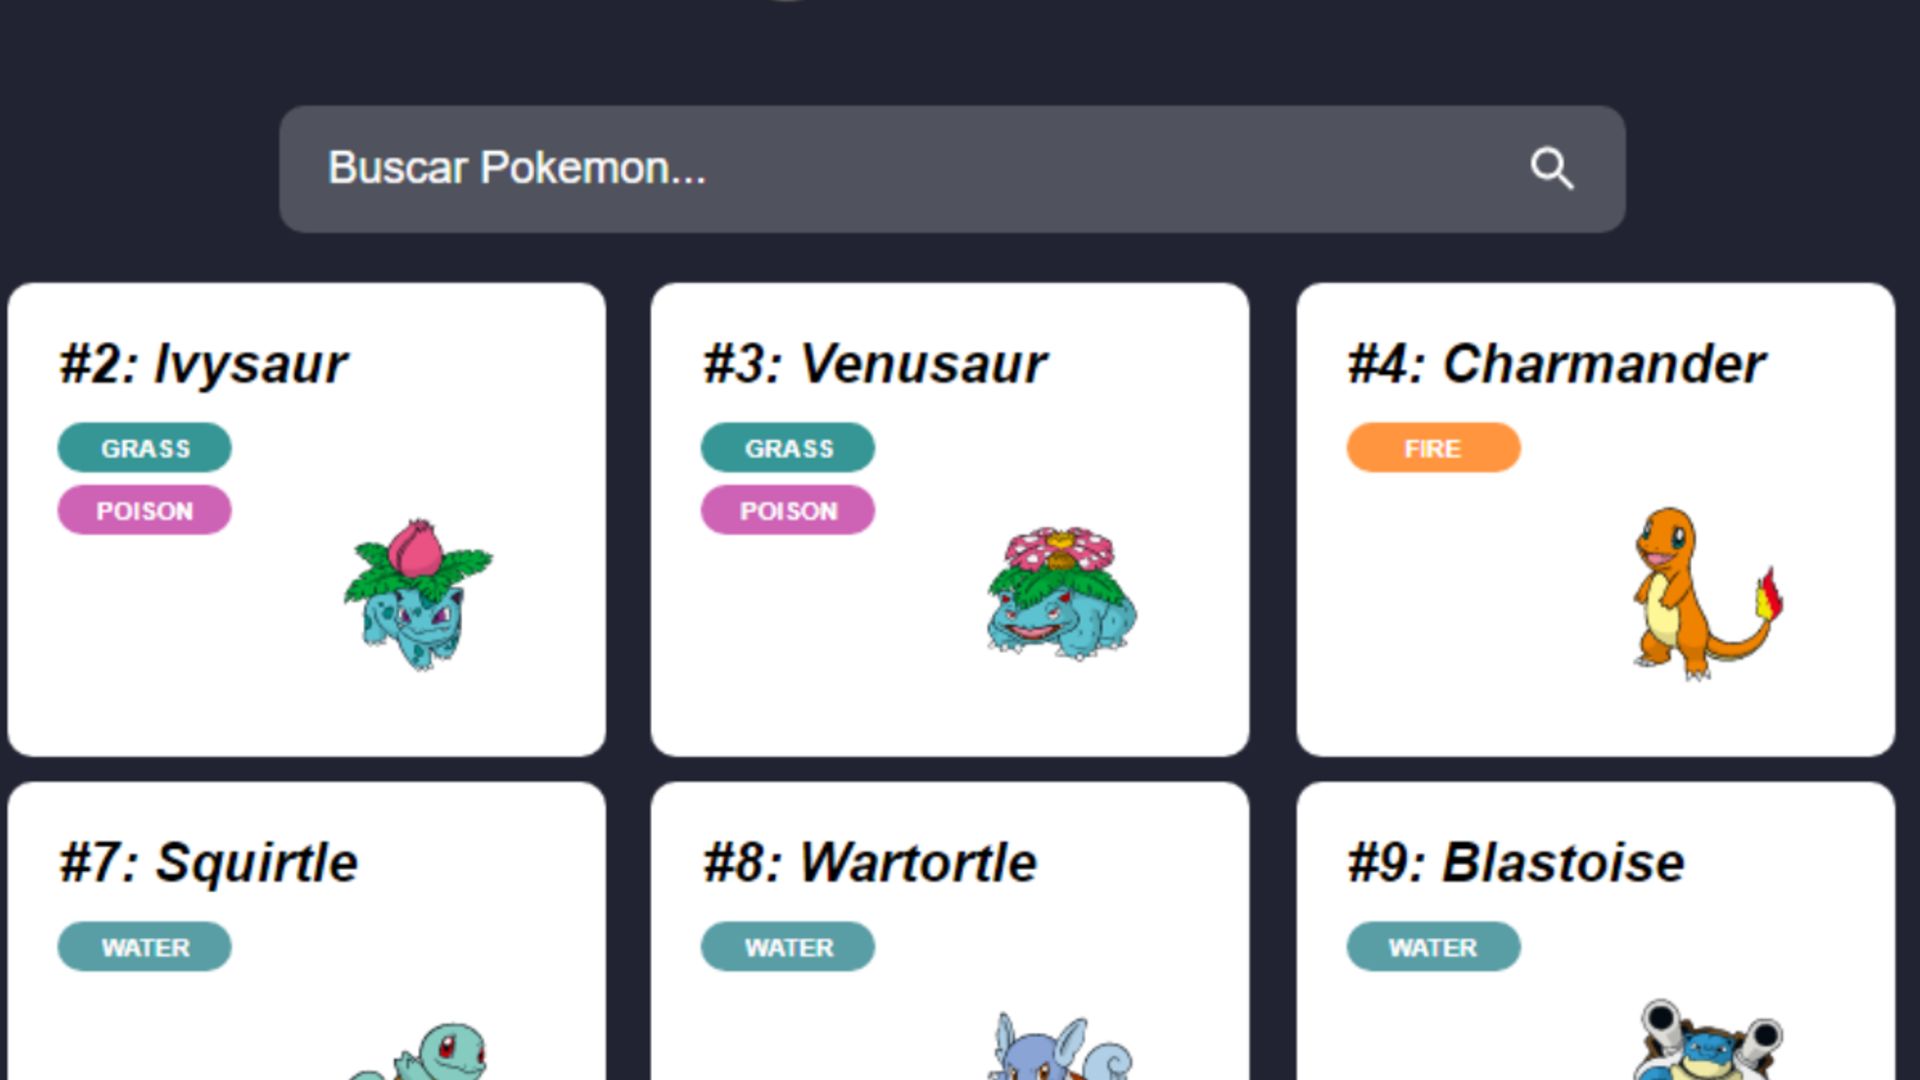 Buscar Pokemon...
#2: Ivysaur
GRASS
POISON
#3: Venusaur
GRASS
POISON
#4: Charmander
FIRE
#7: Squirtle
WATER
#8: Wartortle
WATER
#9: Blastoise
WATER